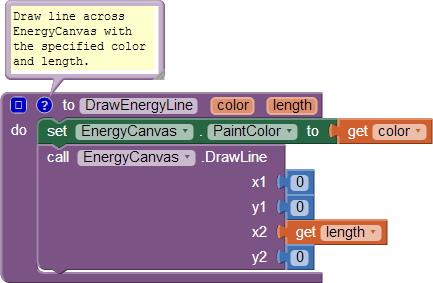 Draw line across
EnergyCanvas with
the specified color
and length.
? to DrawEnergyLine color length
do set EnergyCanvas . PaintColor to get color
call EnergyCanvas .DrawLine
x1 0
y1 0
x2 get length
y2 0